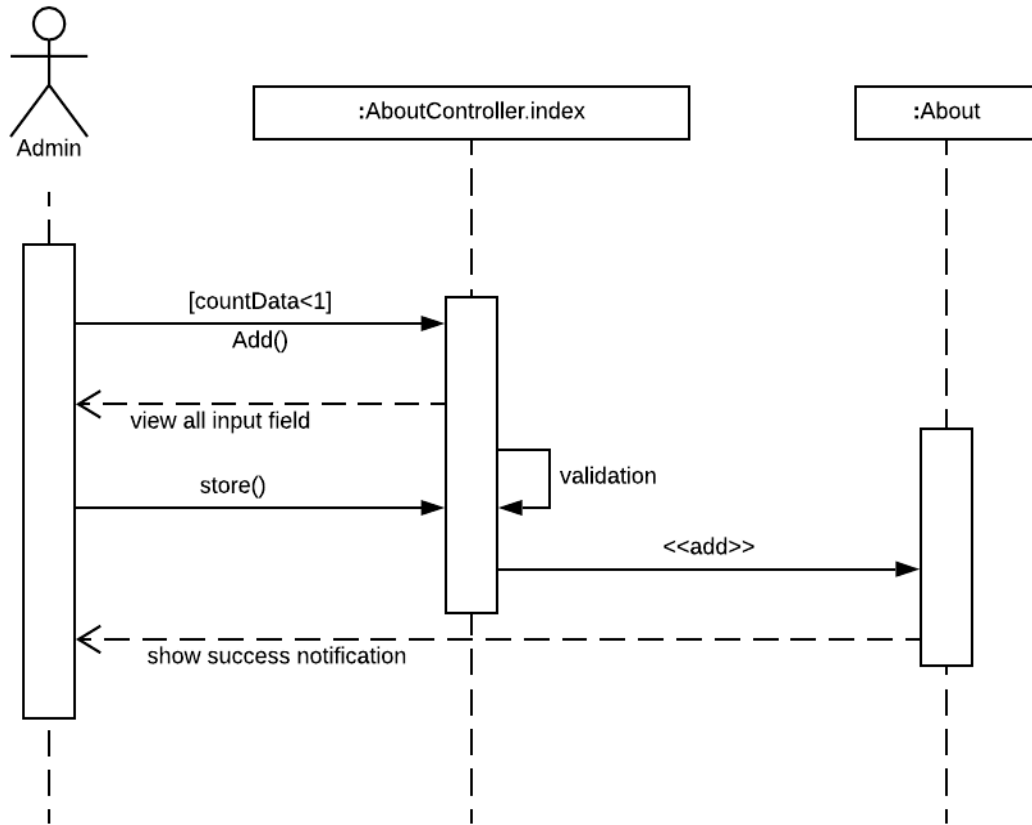 Admin
:AboutController.index
:About
[countData<1]
Add()
view all input field
store()
validation
<<add>>
show success notification